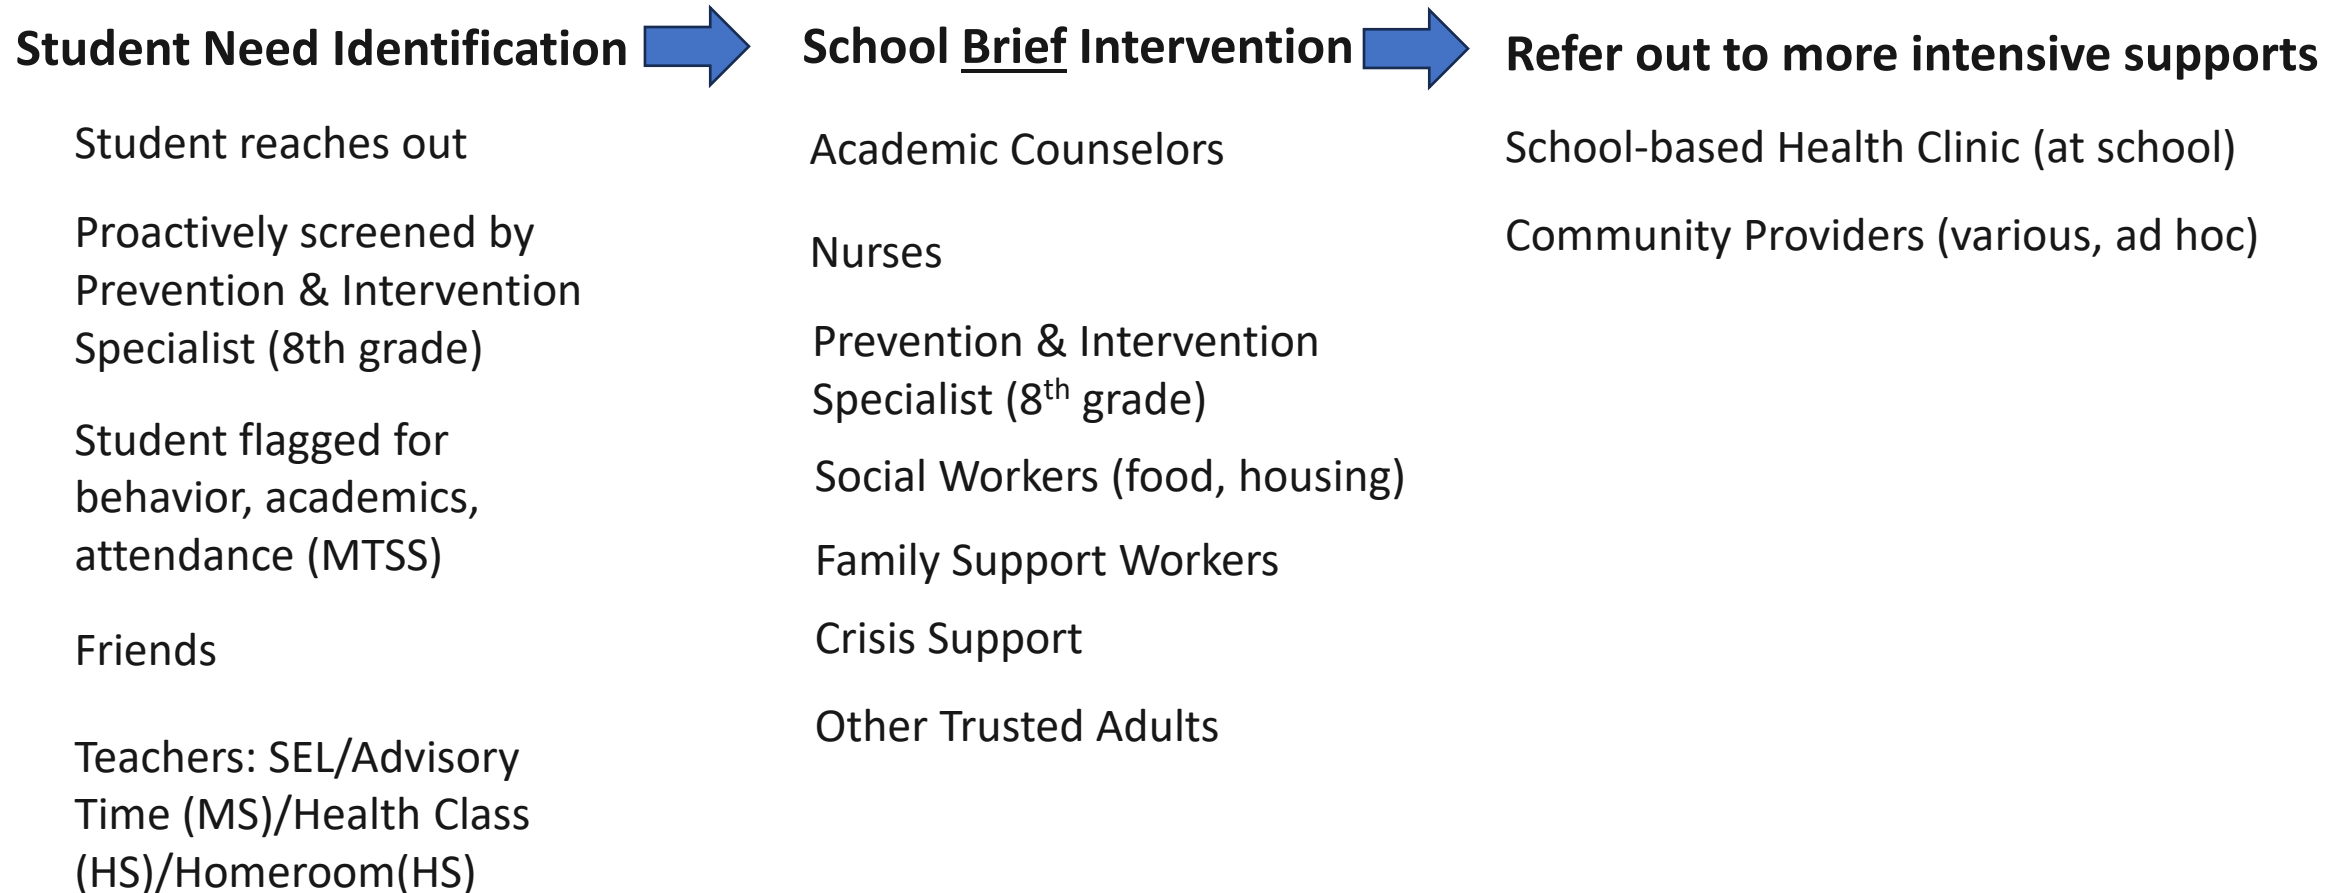 Student Need Identification
Student reaches out
Proactively screened by
Prevention & Intervention
Specialist (8th grade)
Student flagged for
behavior, academics,
attendance (MTSS)
Friends
Teachers: SEL/Advisory
Time (MS)/Health Class
(HS)/Homeroom(HS)
School Brief Intervention
Academic Counselors
Nurses
Prevention & Intervention
Specialist (8th grade)
Social Workers (food, housing)
Family Support Workers
Crisis Support
Other Trusted Adults
Refer out to more intensive supports
School-based Health Clinic (at school)
Community Providers (various, ad hoc)